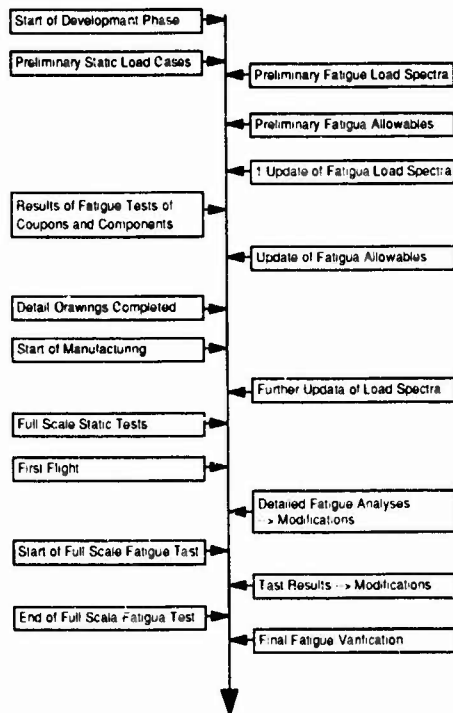 Start of Development Phase
Preliminary Static Load Cases
Preliminary Fatigue Load Spectra
Preliminary Fatigua Allowables
1 Update of Fatigua Load Spectra
Results of Fatigue Tests of
Coupons and Components
Update of Fatigua Allowables
Detail Drawings Completed
Start of Manufacturing
Further Updata of Load Spectra
Full Scale Static Tests
First Flight
Detailed Fatigue Analyses
--> Modifications
Start of Full Scale Fatigue Tast
Tast Results --> Modifications
End of Full Scala Fatigua Test
Final Fatigue Vanfication